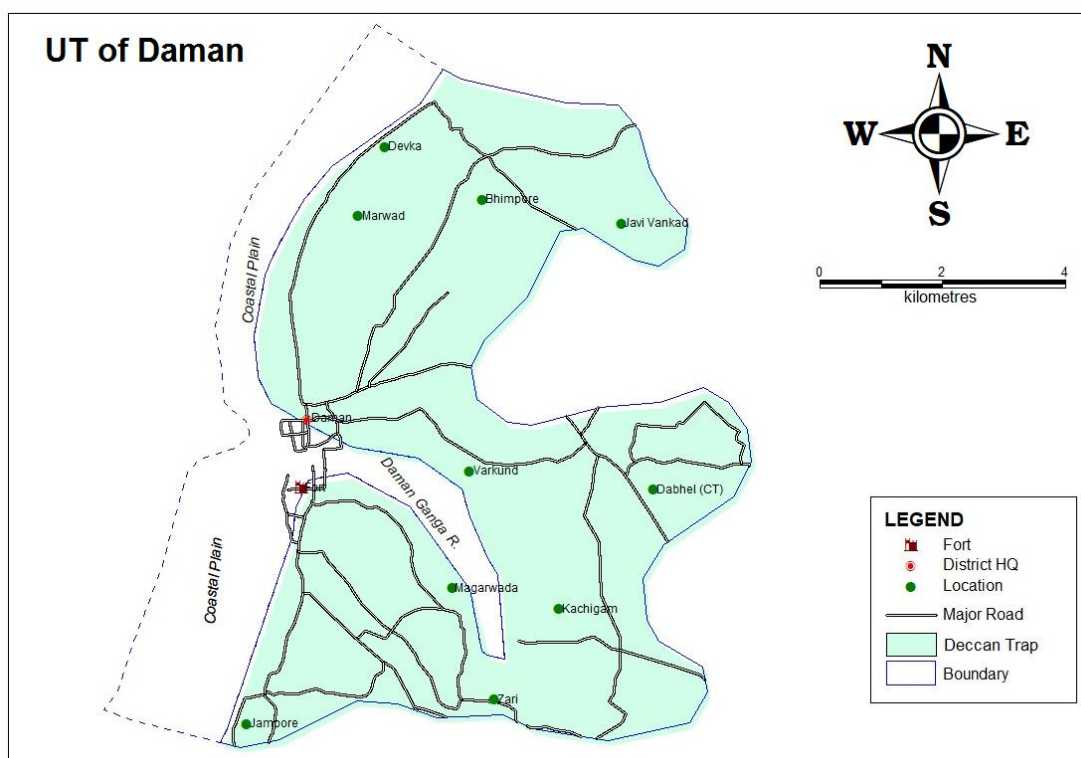 UT of Daman
N
W E
S
0 2 4
kilometres
Devka
Marwad
Bhimpore
Javi Vankad
Coastal Plain
Daman
Varkund
Daman Ganga R.
Dabhel (CT)
Fort
Coastal Plain
Magarwada
Kachigam
Zari
Jampore
LEGEND
Fort
District HQ
Location
Major Road
Deccan Trap
Boundary